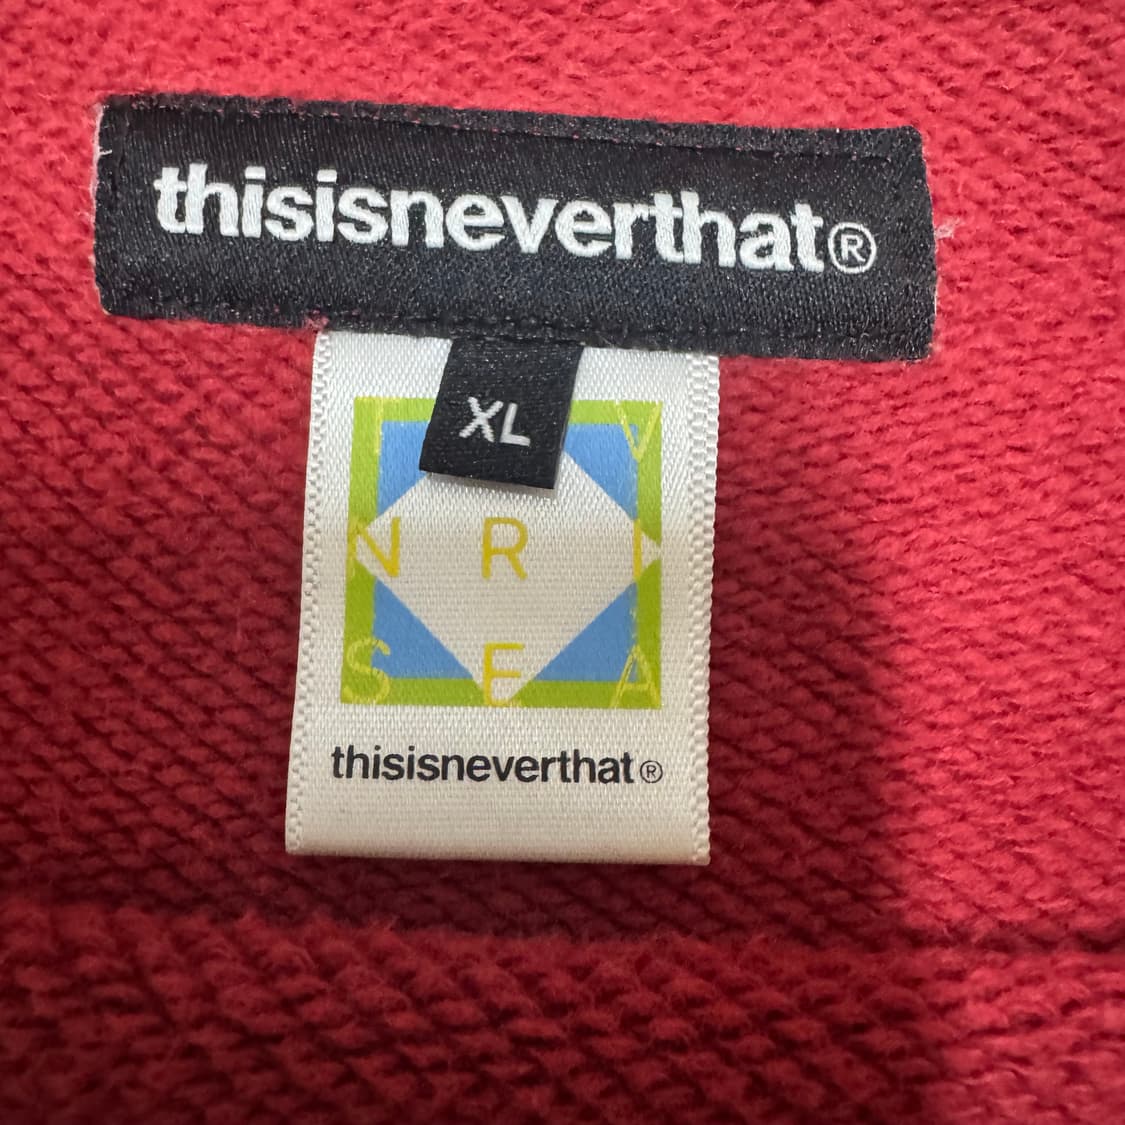 thisisneverthat®
XL
V
N R I
S E A
thisisneverthat®